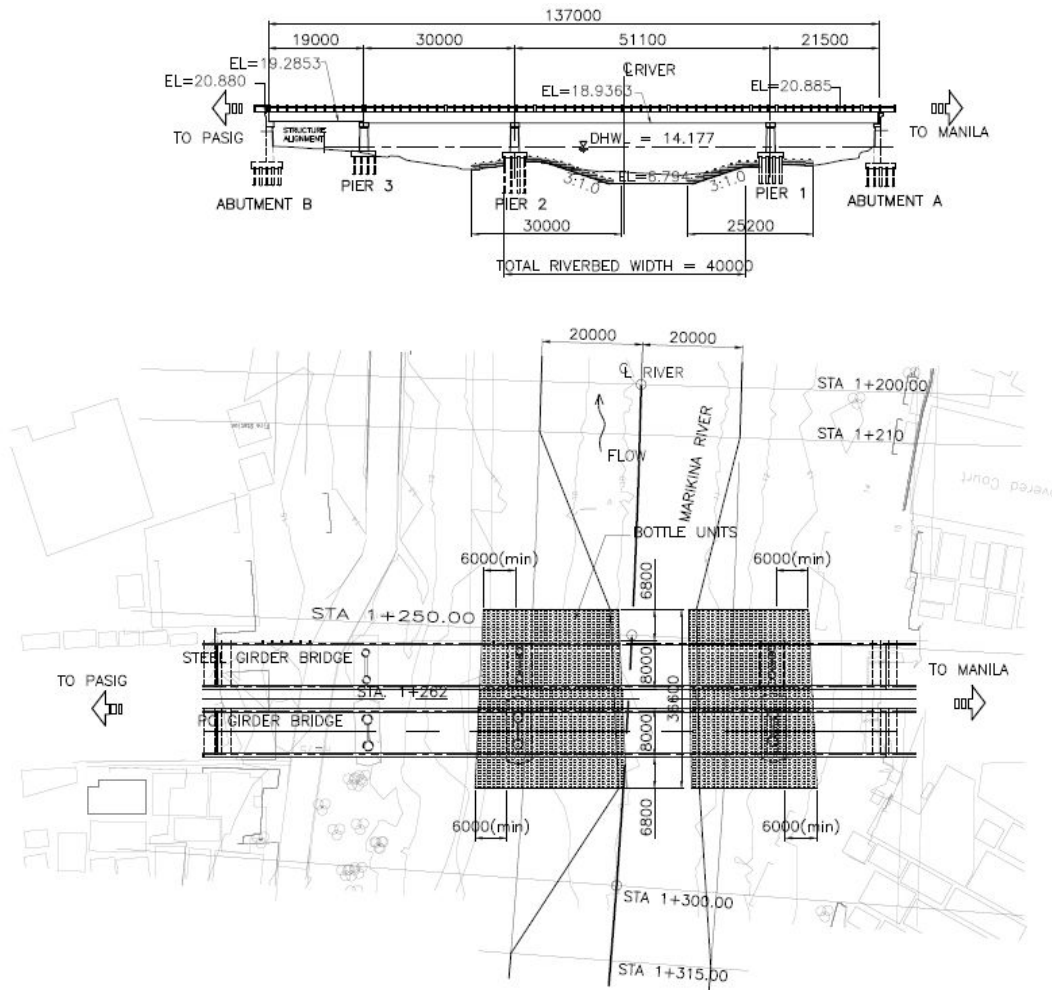 137000
19000
30000
51100
21500
EL=19.2853
℄ RIVER
EL=20.880
EL=18.9363
EL=20.885
TO PASIG
STRUCTURE
ALIGNMENT
DHWL = 14.177
TO MANILA
PIER 3
3:1.0
EL=6.794
3:1.0
PIER 1
ABUTMENT B
PIER 2
ABUTMENT A
30000
25200
TOTAL RIVERBED WIDTH = 40000
20000
20000
℄ RIVER
STA 1+200.00
Fire Station
STA 1+210
FLOW
MARIKINA RIVER
vered Court
BOTTLE UNITS
6000(min)
6000(min)
6800
STA 1+250.00
STEEL GIRDER BRIDGE
8000
TO PASIG
STA. 1+262
36600
TO MANILA
PC GIRDER BRIDGE
8000
6800
6000(min)
6000(min)
STA 1+300.00
STA 1+315.00